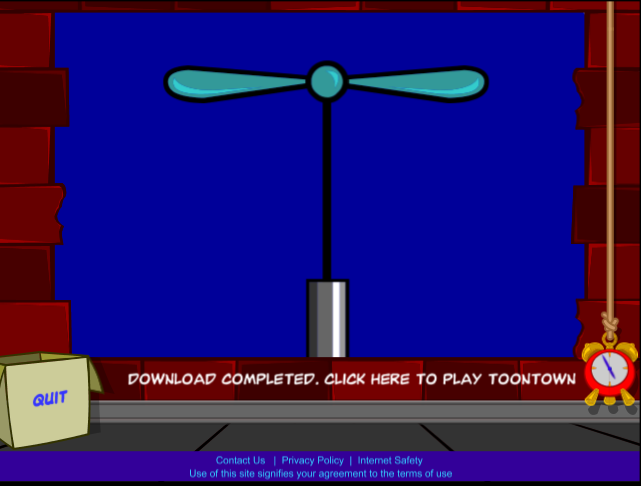 DOWNLOAD COMPLETED. CLICK HERE TO PLAY TOONTOWN
QUIT
Contact Us | Privacy Policy | Internet Safety
Use of this site signifies your agreement to the terms of use